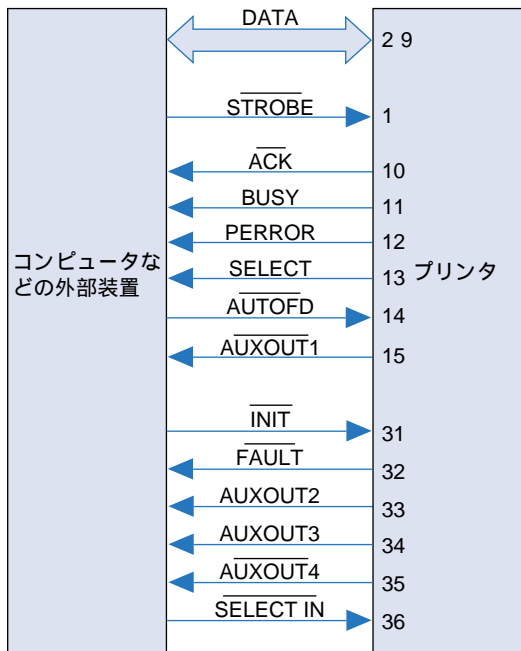 DATA
2 9
STROBE
1
ACK
10
BUSY
11
PERROR
12
コンピュータな
どの外部装置
SELECT
13
プリンタ
AUTOFD
14
AUXOUT1
15
INIT
31
FAULT
32
AUXOUT2
33
AUXOUT3
34
AUXOUT4
35
SELECT IN
36